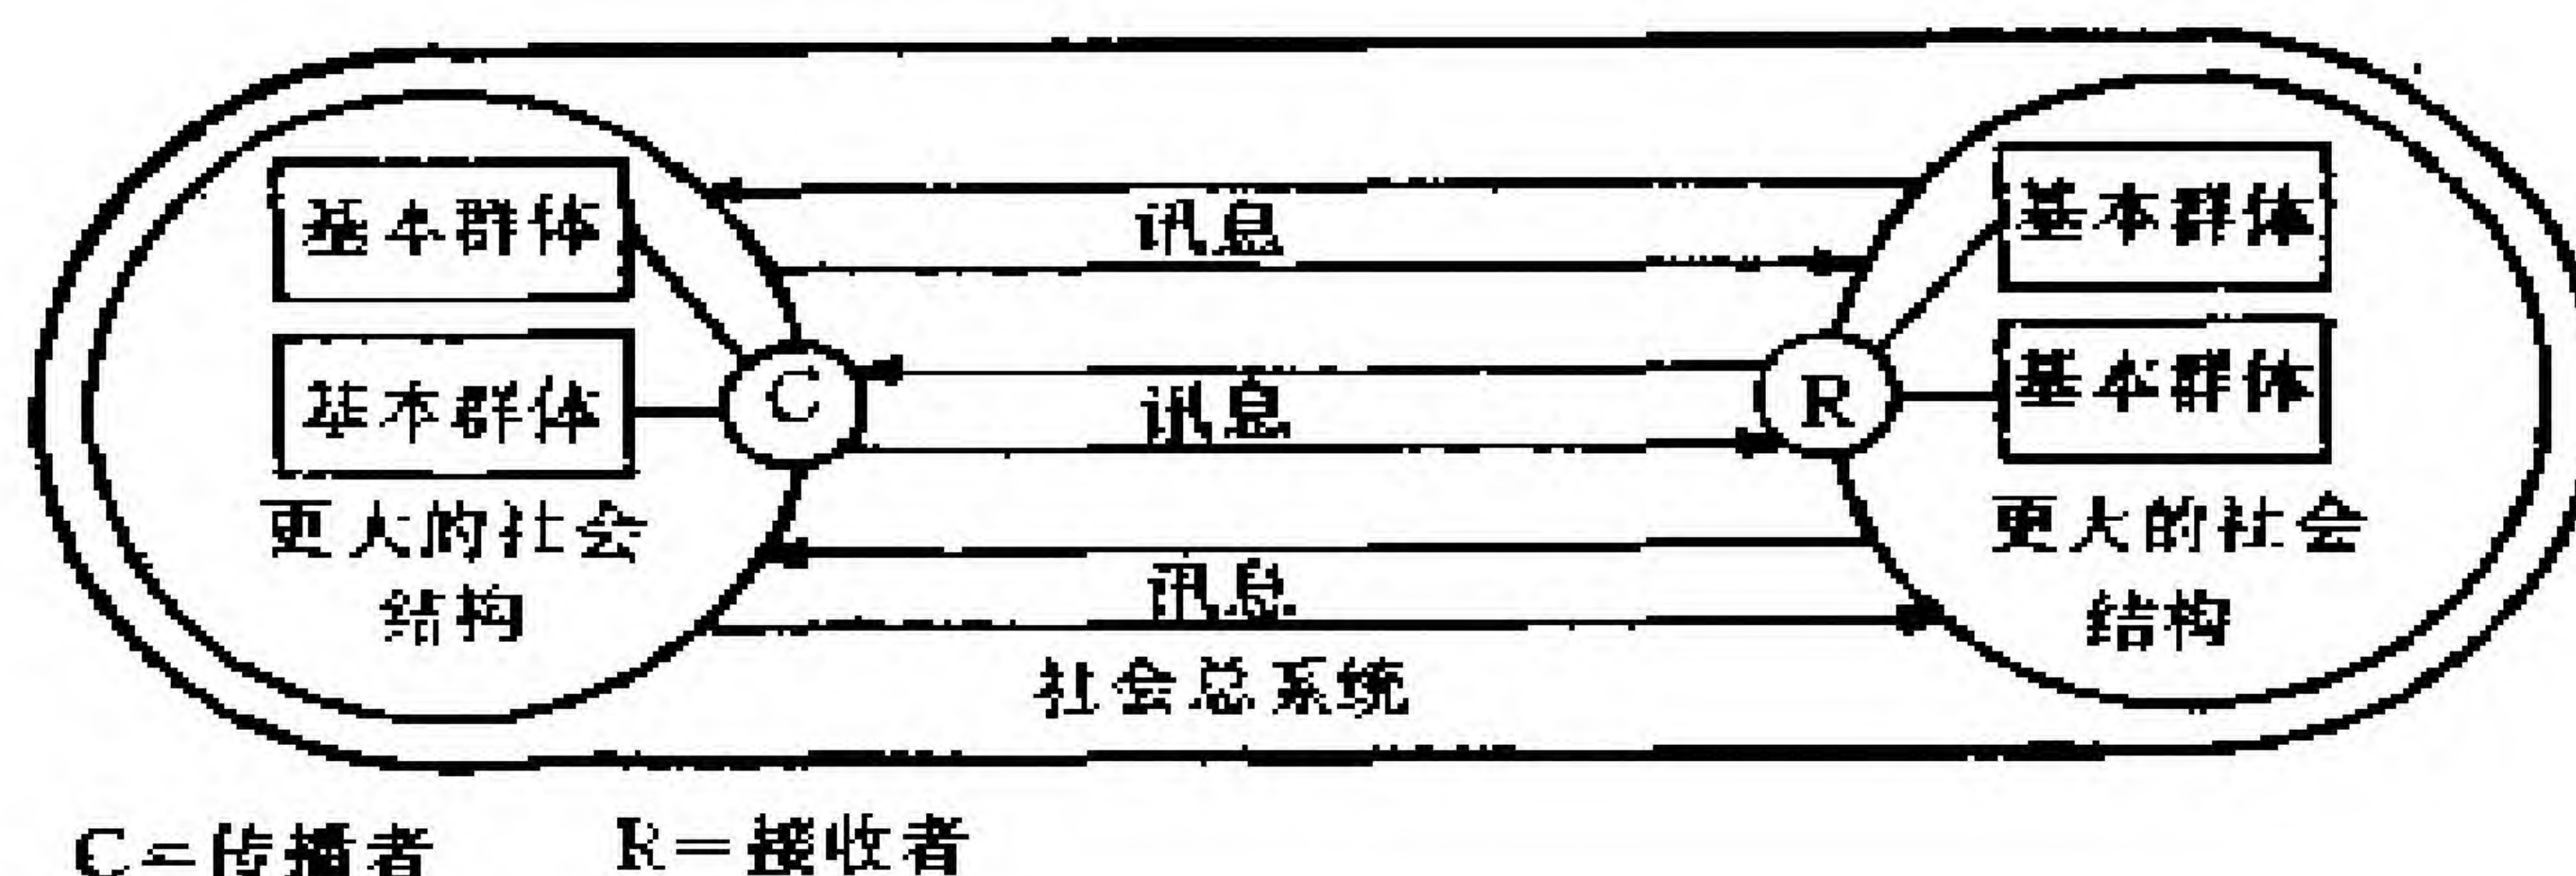 基本群体
基本群体
更大的社会
结构
C
讯息
讯息
讯息
社会总系统
R
基本群体
基本群体
更大的社会
结构
C=传播者 R=接收者